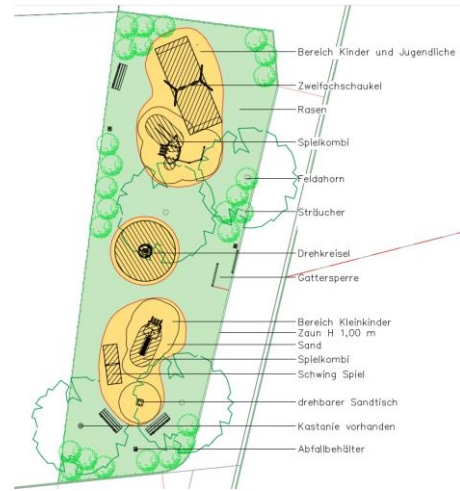 Bereich Kinder und Jugendliche
Zweifachschaukel
Rasen
Spielkombi
Feldahorn
Sträucher
Drehkreisel
Gattersperre
Bereich Kleinkinder
Zaun H 1,00 m
Sand
Spielkombi
Schwing Spiel
drehbarer Sandtisch
Kastanie vorhanden
Abfallbehälter